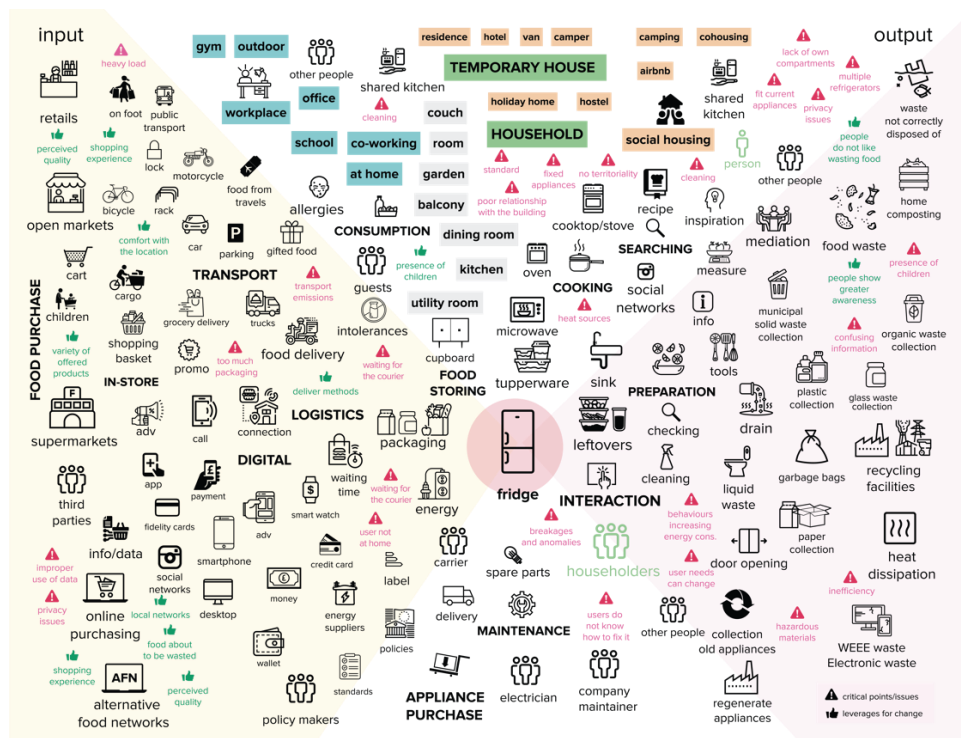 input
output
residence
hotel
van
camper
camping
cohousing
gym
outdoor
other people
shared kitchen
TEMPORARY HOUSE
airbnb
shared
kitchen
lack of own
compartments
multiple
refrigerators
fit current
appliances
privacy
issues
waste
not correctly
disposed of
heavy load
retails
on foot
public
transport
workplace
office
cleaning
couch
holiday home
hostel
HOUSEHOLD
social housing
person
people
do not like
wasting food
perceived
quality
shopping
experience
lock
motorcycle
school
co-working
room
standard
fixed
appliances
no territoriality
cleaning
other people
at home
garden
poor relationship
with the building
food from
travels
allergies
balcony
cooktop/stove
recipe
inspiration
home
composting
open markets
bicycle
rack
car
P
parking
gifted food
CONSUMPTION
dining room
SEARCHING
mediation
food waste
comfort with
the location
cart
cargo
TRANSPORT
transport
emissions
guests
presence of
children
kitchen
oven
COOKING
social
networks
measure
people show
greater
awareness
presence of
children
FOOD PURCHASE
children
shopping
basket
grocery delivery
trucks
food delivery
intolerances
utility room
microwave
heat sources
info
municipal
solid waste
collection
organic waste
collection
confusing
information
variety of
offered
products
promo
too much
packaging
waiting for
the courier
cupboard
tupperware
sink
tools
IN-STORE
deliver methods
FOOD
STORING
PREPARATION
plastic
collection
glass waste
collection
F
supermarkets
adv
call
connection
LOGISTICS
packaging
leftovers
checking
drain
DIGITAL
waiting
time
fridge
INTERACTION
cleaning
liquid
waste
garbage bags
recycling
facilities
third
parties
app
payment
smart watch
waiting for
the courier
energy
fidelity cards
adv
user not
at home
breakages
and anomalies
behaviours
increasing
energy cons.
paper
collection
info/data
smartphone
credit card
label
carrier
spare parts
householders
user needs
can change
door opening
heat
dissipation
improper
use of data
social
networks
desktop
money
energy
suppliers
privacy
issues
online
purchasing
local networks
food about
to be wasted
wallet
policies
delivery
MAINTENANCE
users do
not know
how to fix it
other people
collection
old appliances
inefficiency
hazardous
materials
WEEE waste
Electronic waste
shopping
experience
AFN
perceived
quality
alternative
food networks
policy makers
standards
APPLIANCE
PURCHASE
electrician
company
maintainer
regenerate
appliances
critical points/issues
leverages for change